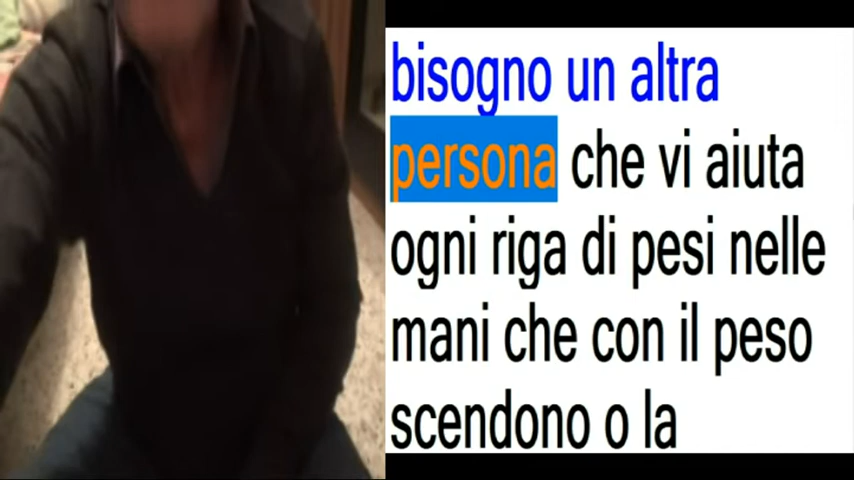 bisogno un altra
persona che vi aiuta
ogni riga di pesi nelle
mani che con il peso
scendono o la